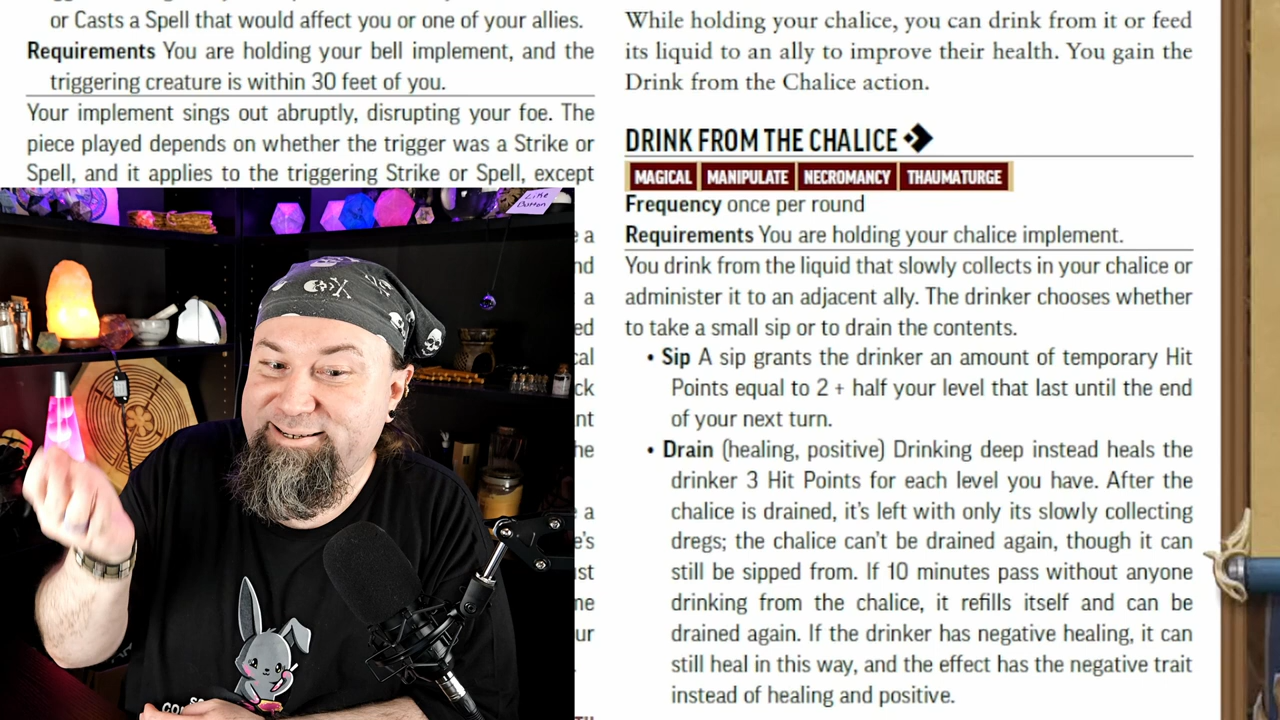 or Casts a Spell that would affect you or one of your allies.
Requirements You are holding your bell implement, and the
triggering creature is within 30 feet of you.
Your implement sings out abruptly, disrupting your foe. The
piece played depends on whether the trigger was a Strike or
Spell, and it applies to the triggering Strike or Spell, except
Like
Button
While holding your chalice, you can drink from it or feed
its liquid to an ally to improve their health. You gain the
Drink from the Chalice action.
DRINK FROM THE CHALICE
MAGICAL MANIPULATE NECROMANCY THAUMATURGE
Frequency once per round
Requirements You are holding your chalice implement.
You drink from the liquid that slowly collects in your chalice or
administer it to an adjacent ally. The drinker chooses whether
to take a small sip or to drain the contents.
• Sip A sip grants the drinker an amount of temporary Hit
Points equal to 2 + half your level that last until the end
of your next turn.
• Drain (healing, positive) Drinking deep instead heals the
drinker 3 Hit Points for each level you have. After the
chalice is drained, it's left with only its slowly collecting
dregs; the chalice can't be drained again, though it can
still be sipped from. If 10 minutes pass without anyone
drinking from the chalice, it refills itself and can be
drained again. If the drinker has negative healing, it can
still heal in this way, and the effect has the negative trait
instead of healing and positive.